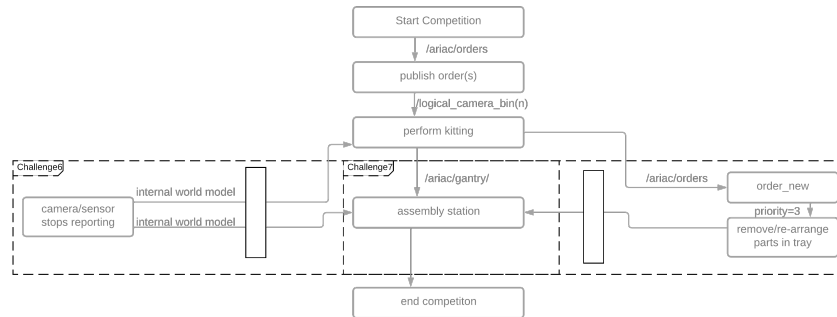 Start Competition
/ariac/orders
publish order(s)
/logical_camera_bin(n)
perform kitting
Challenge6
Challenge7
/ariac/gantry/
/ariac/orders
order_new
internal world model
camera/sensor
stops reporting
internal world model
assembly station
priority=3
remove/re-arrange
parts in tray
end competiton